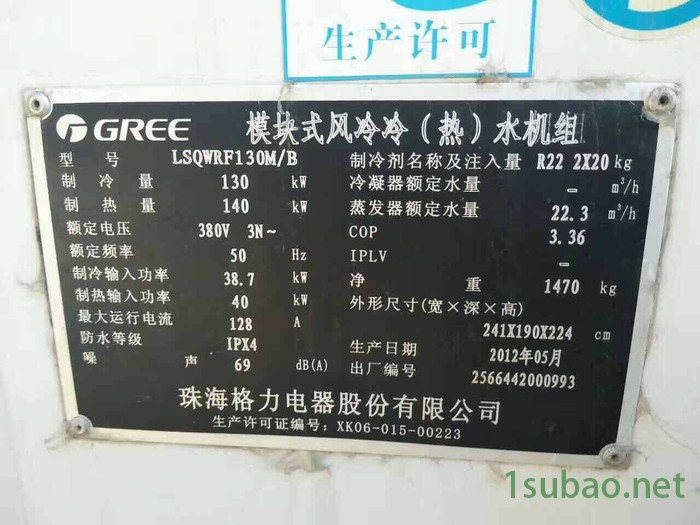 生产许可
GREE 模块式风冷冷（热）水机组
型号 LSQWRF130M/B
制冷量 130 kW
制热量 140 kW
额定电压 380V 3N~
额定频率 50 Hz
制冷输入功率 38.7 kW
制热输入功率 40 kW
最大运行电流 128 A
防水等级 IPX4
噪声 69 dB(A)
制冷剂名称及注入量 R22 2X20 kg
冷凝器额定水量 - m³/h
蒸发器额定水量 22.3 m³/h
COP 3.36
IPLV -
净重 1470 kg
外形尺寸(宽×深×高)
241X190X224 cm
生产日期 2012年05月
出厂编号 2566442000993
珠海格力电器股份有限公司
生产许可证编号: XK06-015-00223
1subao.net